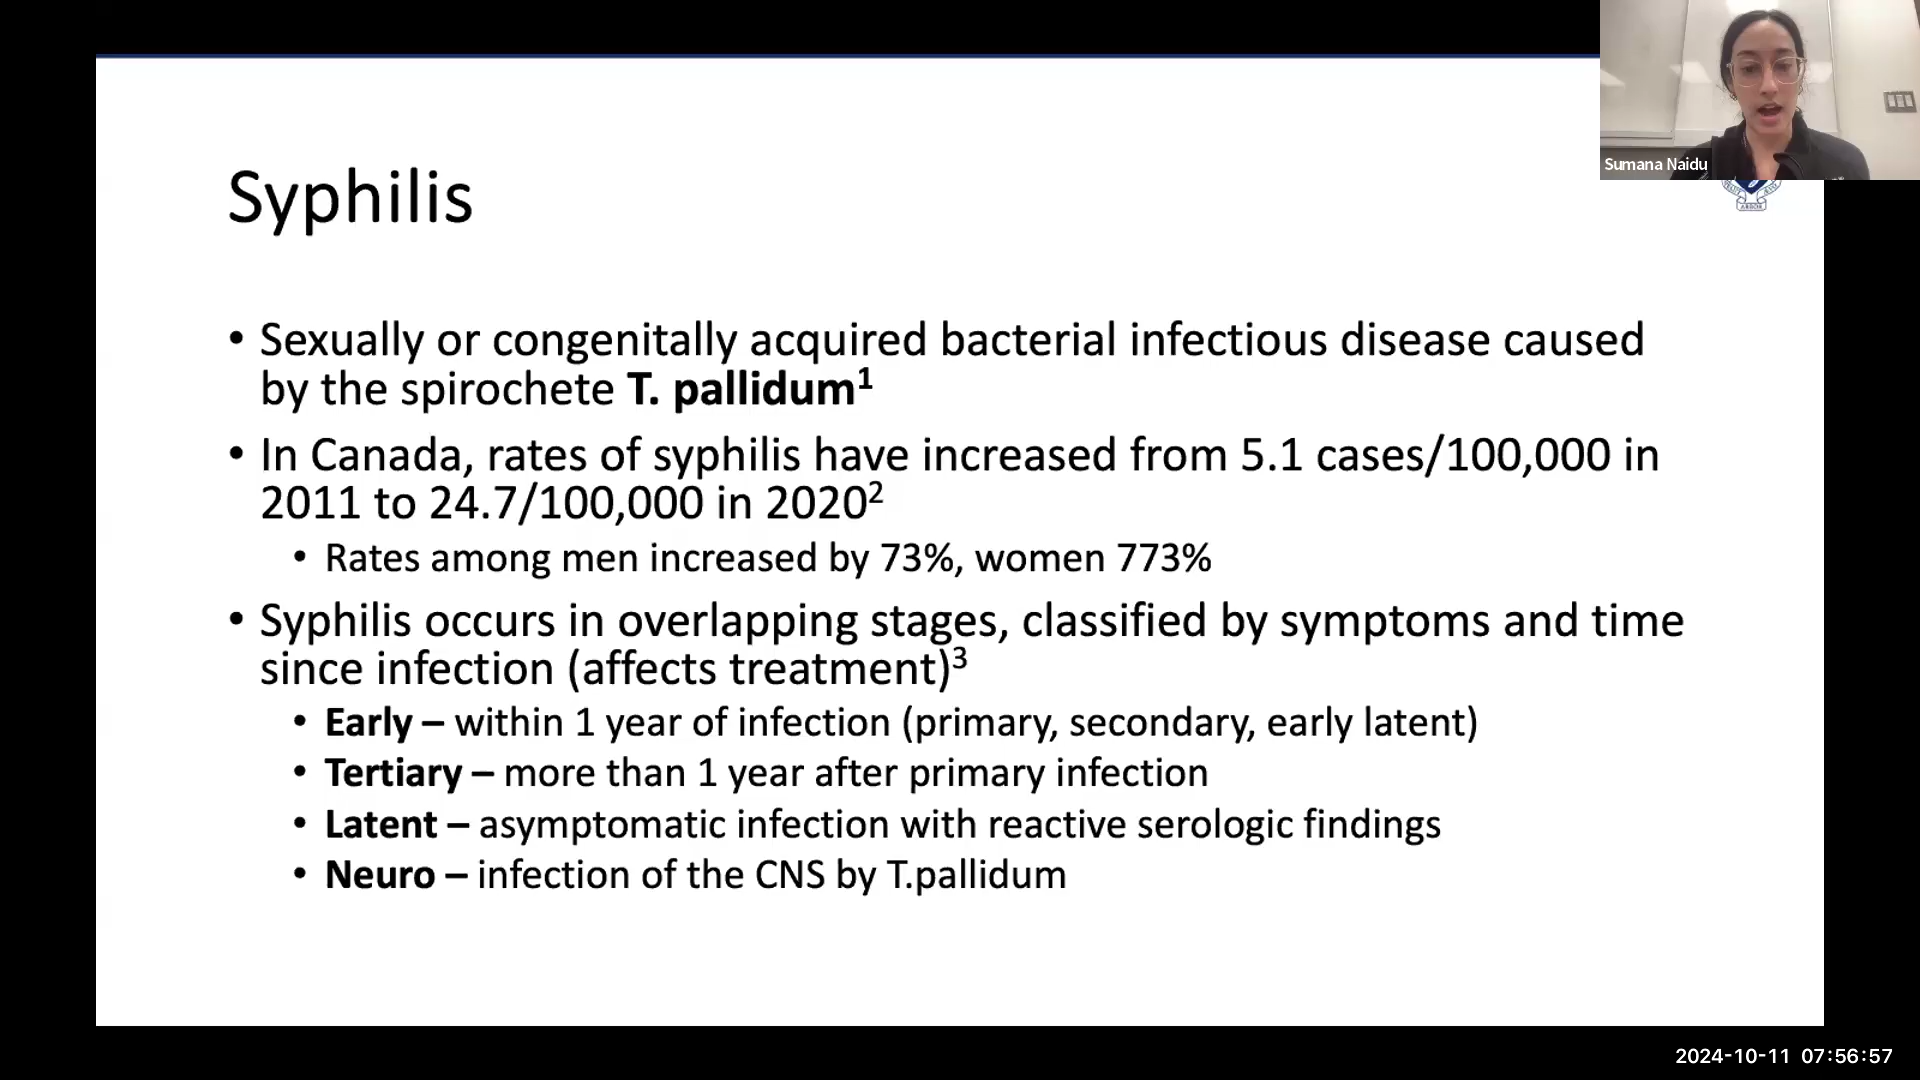 Sumana Naidu
ARBOR
Syphilis
• Sexually or congenitally acquired bacterial infectious disease caused
by the spirochete T. pallidum¹
• In Canada, rates of syphilis have increased from 5.1 cases/100,000 in
2011 to 24.7/100,000 in 2020²
• Rates among men increased by 73%, women 773%
• Syphilis occurs in overlapping stages, classified by symptoms and time
since infection (affects treatment)³
• Early – within 1 year of infection (primary, secondary, early latent)
• Tertiary – more than 1 year after primary infection
• Latent – asymptomatic infection with reactive serologic findings
• Neuro – infection of the CNS by T.pallidum
2024-10-11 07:56:57